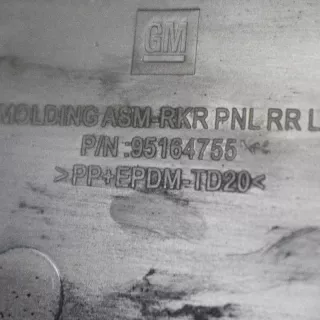 GM
MOLDING ASM-RKR PNL RR L
P/N :95164755
>PP+EPDM-TD20<